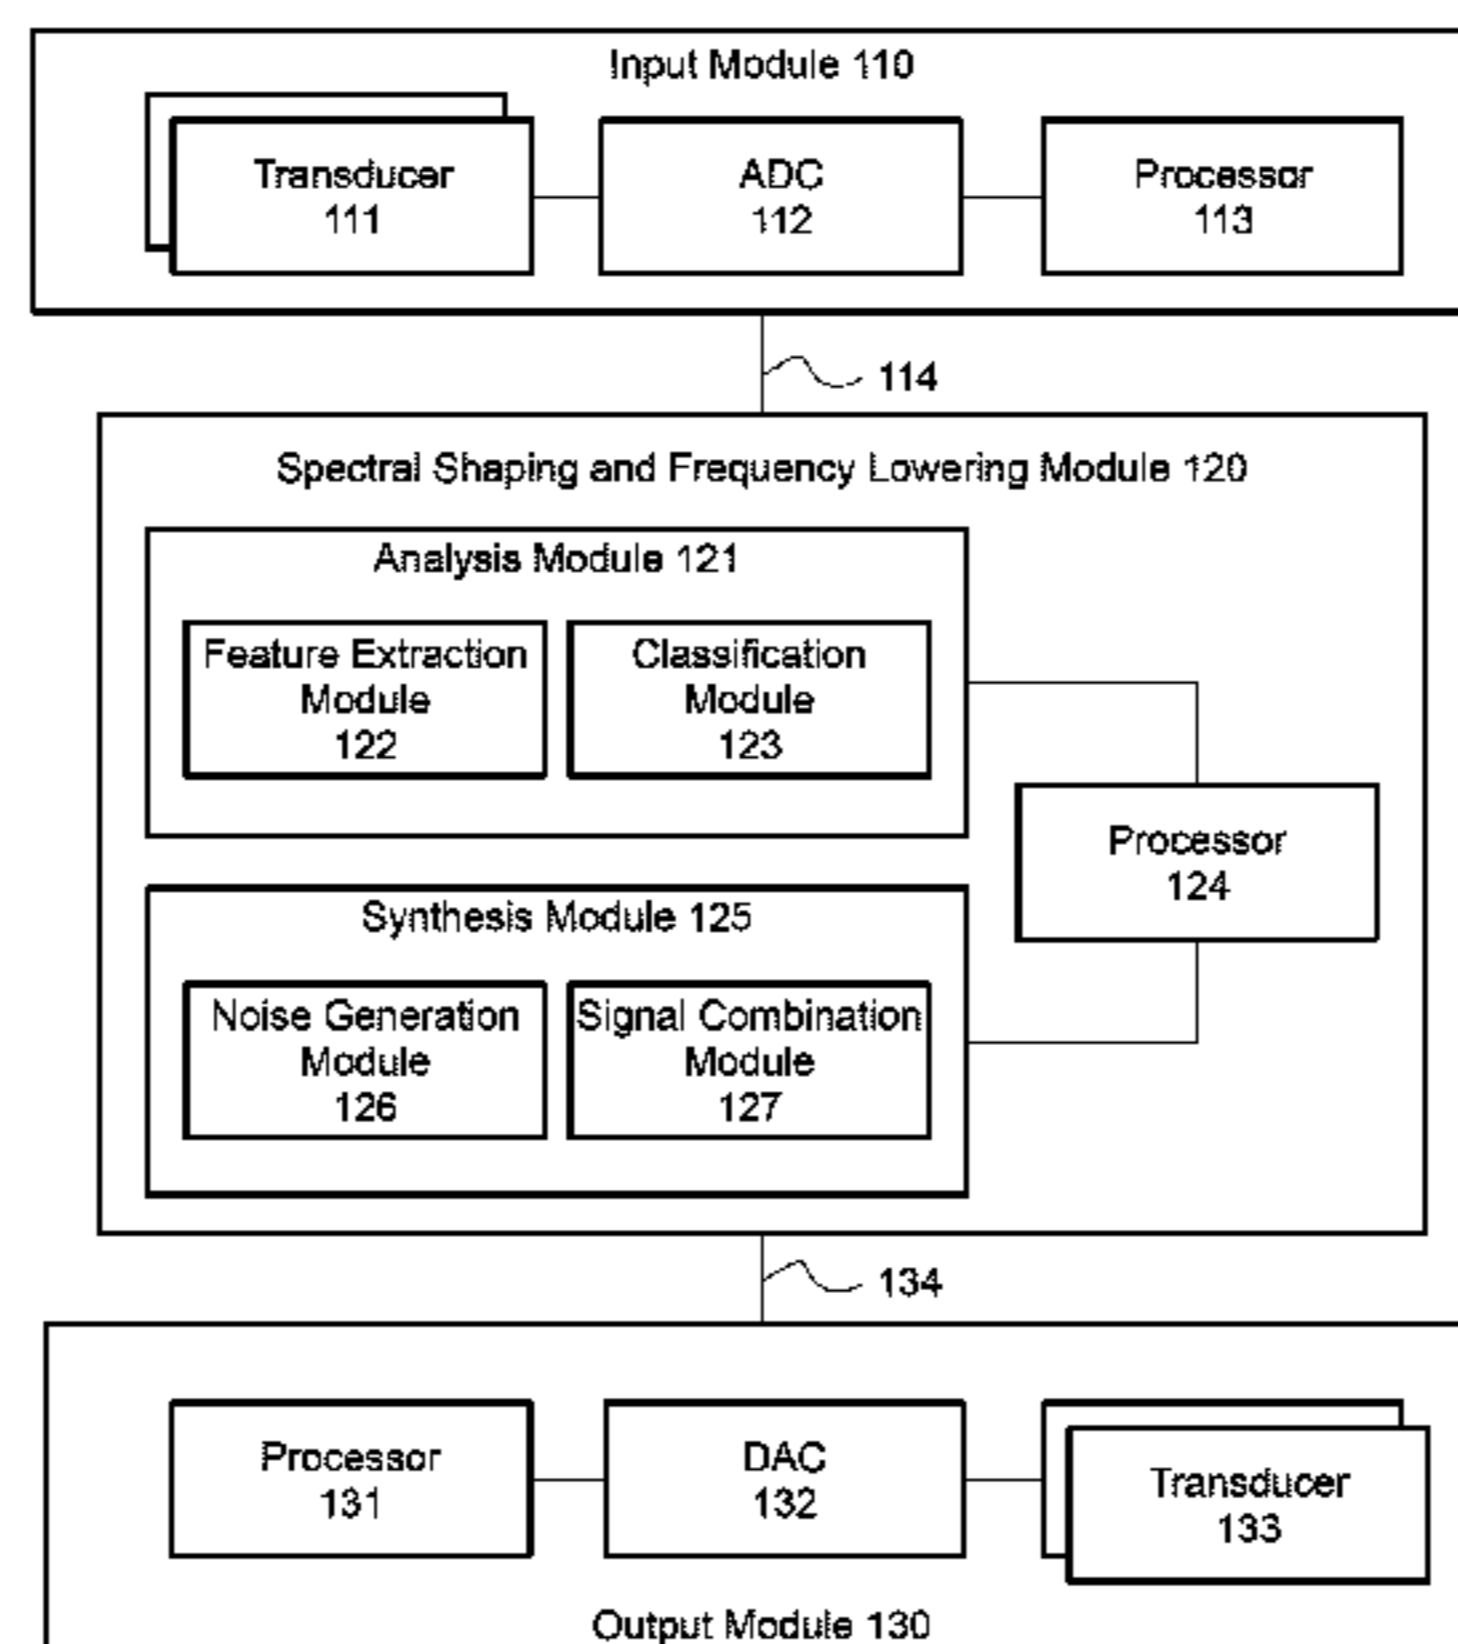 Input Module 110
Transducer
111
ADC
112
Processor
113
114
Spectral Shaping and Frequency Lowering Module 120
Analysis Module 121
Feature Extraction
Module
122
Classification
Module
123
Processor
124
Synthesis Module 125
Noise Generation
Module
126
Signal Combination
Module
127
134
Processor
131
DAC
132
Transducer
133
Output Module 130